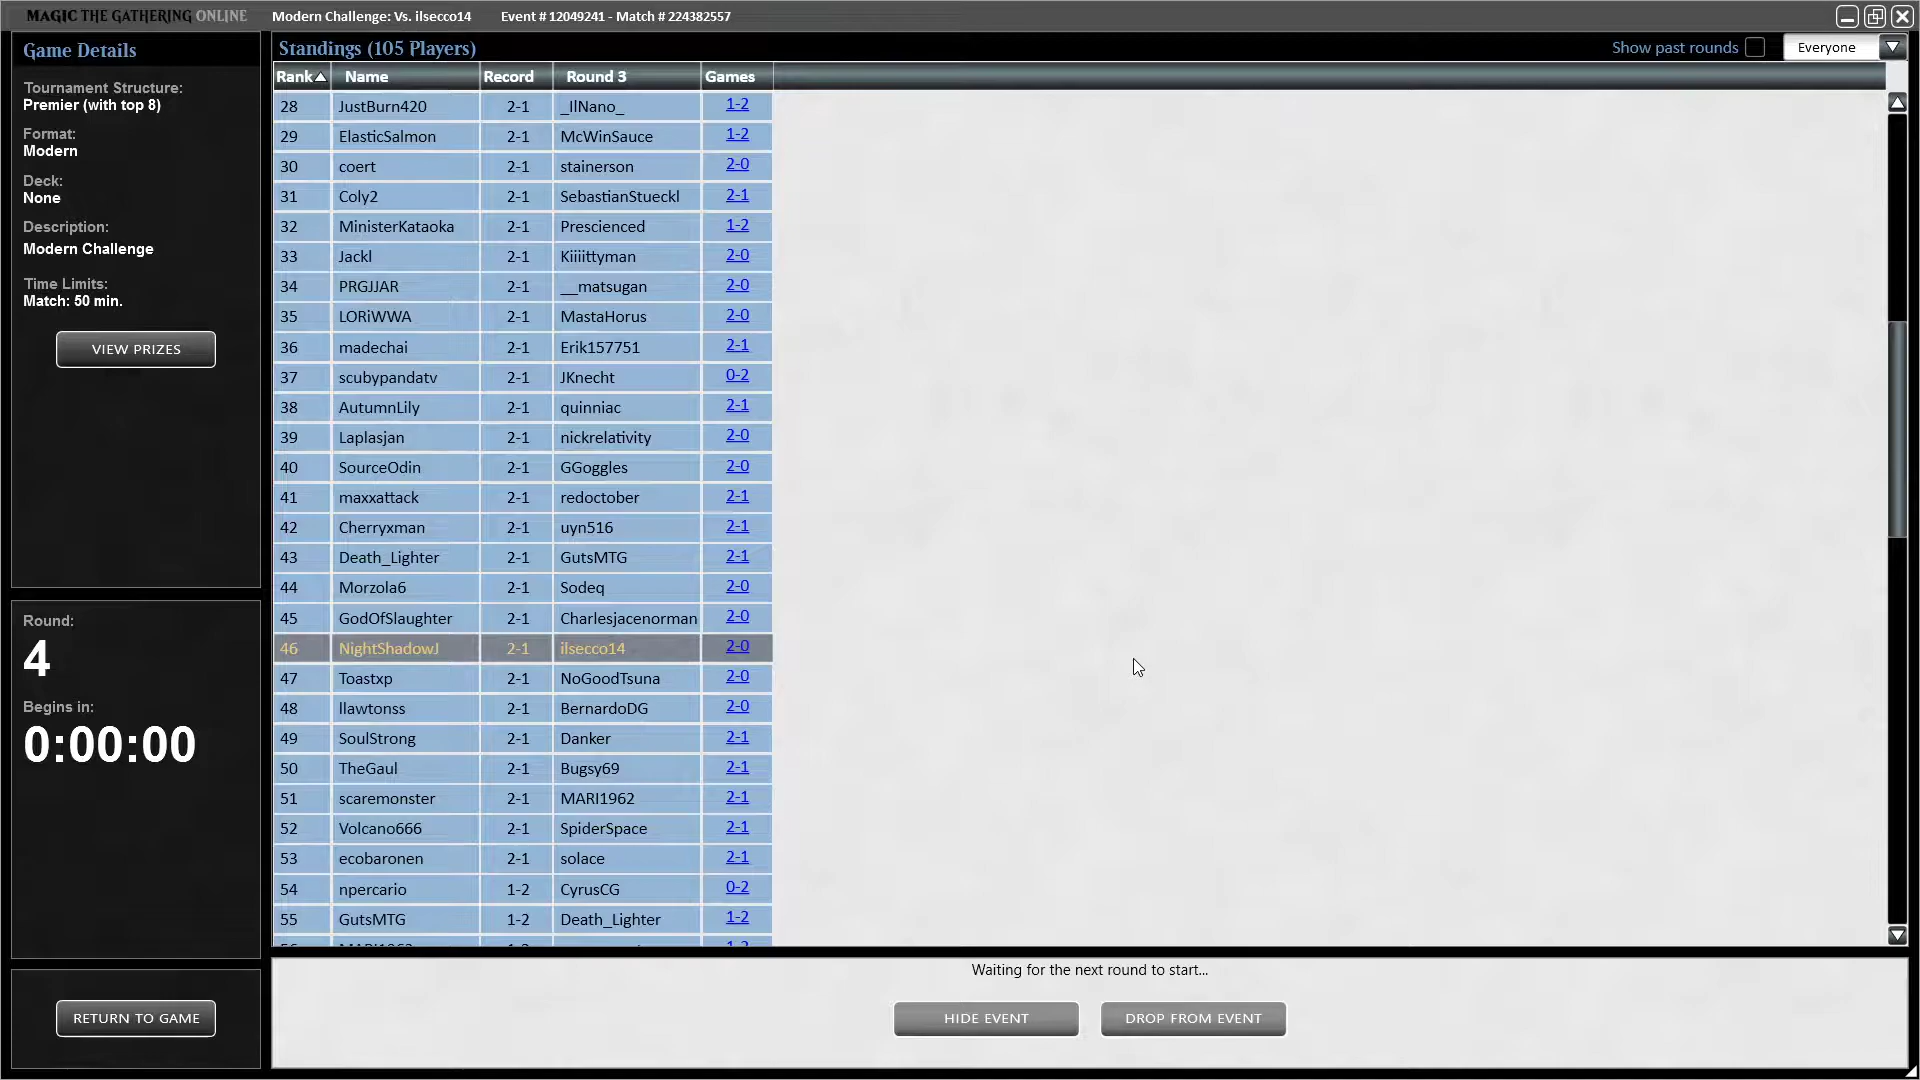 MAGIC THE GATHERING ONLINE
Modern Challenge: Vs. ilsecco14 Event # 12049241 - Match # 224382557
Game Details
Tournament Structure:
Premier (with top 8)
Format:
Modern
Deck:
None
Description:
Modern Challenge
Time Limits:
Match: 50 min.
VIEW PRIZES
Round:
4
Begins in:
0:00:00
RETURN TO GAME
Standings (105 Players)
Show past rounds
Everyone
Rank Name Record Round 3 Games
28 JustBurn420 2-1 _IlNano_ 1-2
29 ElasticSalmon 2-1 McWinSauce 1-2
30 coert 2-1 stainerson 2-0
31 Coly2 2-1 SebastianStueckl 2-1
32 MinisterKataoka 2-1 Prescienced 1-2
33 Jackl 2-1 Kiiiittyman 2-0
34 PRGJJAR 2-1 __matsugan 2-0
35 LORiWWA 2-1 MastaHorus 2-0
36 madechai 2-1 Erik157751 2-1
37 scubypandatv 2-1 JKnecht 0-2
38 AutumnLily 2-1 quinniac 2-1
39 Laplasjan 2-1 nickrelativity 2-0
40 SourceOdin 2-1 GGoggles 2-0
41 maxxattack 2-1 redoctober 2-1
42 Cherryxman 2-1 uyn516 2-1
43 Death_Lighter 2-1 GutsMTG 2-1
44 Morzola6 2-1 Sodeq 2-0
45 GodOfSlaughter 2-1 Charlesjacenorman 2-0
46 NightShadowJ 2-1 ilsecco14 2-0
47 Toastxp 2-1 NoGoodTsuna 2-0
48 llawtonss 2-1 BernardoDG 2-0
49 SoulStrong 2-1 Danker 2-1
50 TheGaul 2-1 Bugsy69 2-1
51 scaremonster 2-1 MARI1962 2-1
52 Volcano666 2-1 SpiderSpace 2-1
53 ecobaronen 2-1 solace 2-1
54 npercario 1-2 CyrusCG 0-2
55 GutsMTG 1-2 Death_Lighter 1-2
Waiting for the next round to start...
HIDE EVENT
DROP FROM EVENT